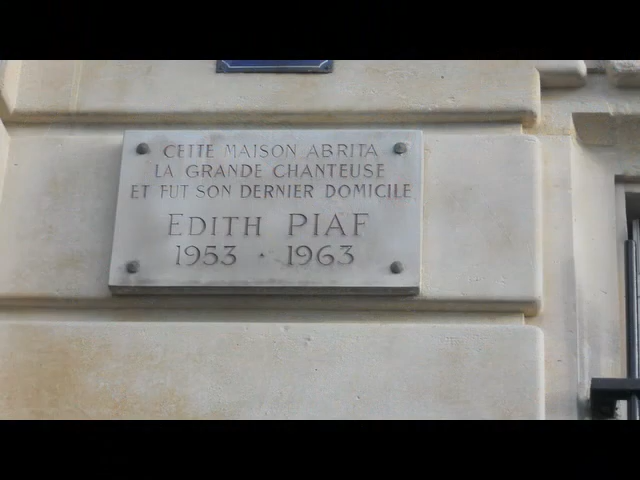 CETTE MAISON ABRITA
LA GRANDE CHANTEUSE
ET FUT SON DERNIER DOMICILE
EDITH PIAF
1953 · 1963